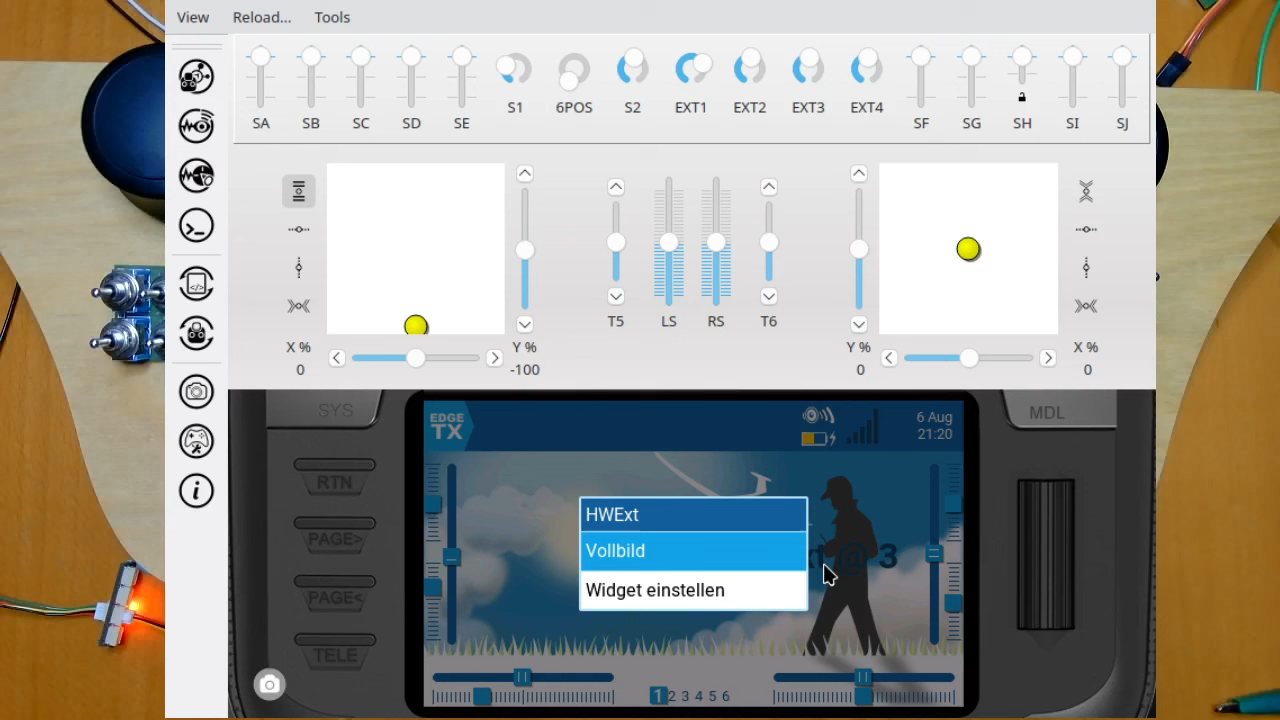 View Reload... Tools
SA SB SC SD SE S1 6POS S2 EXT1 EXT2 EXT3 EXT4 SF SG SH SI SJ
T5 LS RS T6
X % Y % Y % X %
0 -100 0 0
SYS MDL
EDGE
TX
6 Aug
21:20
RTN
PAGE>
PAGE<
TELE
HWExt
Vollbild
Widget einstellen
@ 3
1 2 3 4 5 6